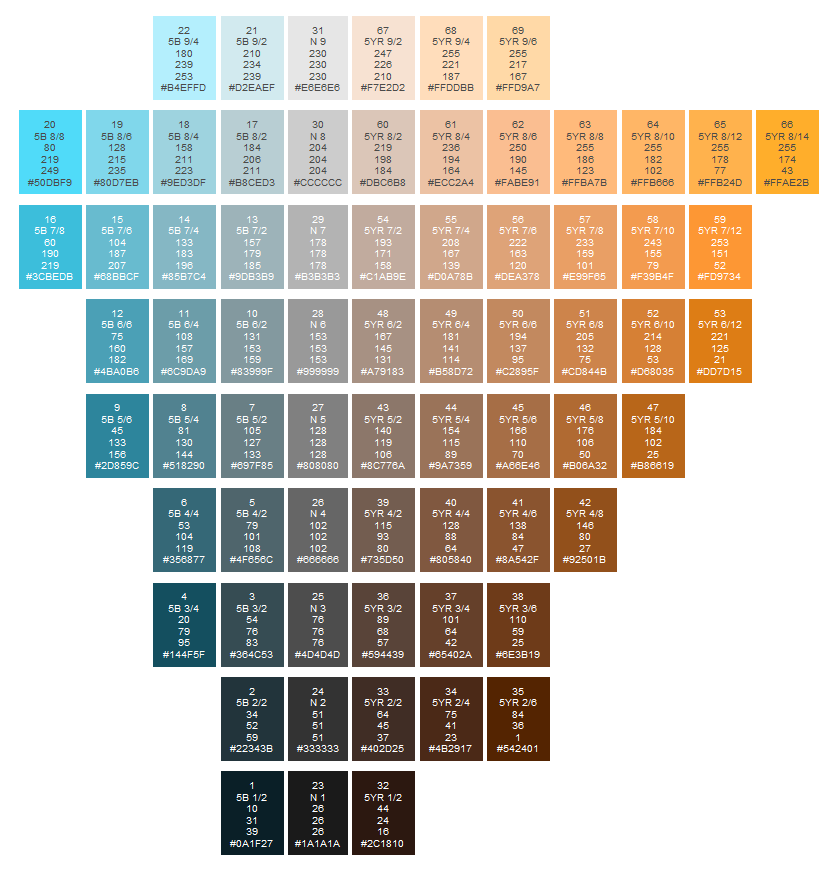 22
5B 9/4
180
239
253
#B4EFFD
21
5B 9/2
210
234
239
#D2EAEF
31
N 9
230
230
230
#E6E6E6
67
5YR 9/2
247
226
210
#F7E2D2
68
5YR 9/4
255
221
187
#FFDDBB
69
5YR 9/6
255
217
167
#FFD9A7
20
5B 8/8
80
219
249
#50DBF9
19
5B 8/6
128
215
235
#80D7EB
18
5B 8/4
158
211
223
#9ED3DF
17
5B 8/2
184
206
211
#B8CED3
30
N 8
204
204
204
#CCCCCC
60
5YR 8/2
219
198
184
#DBC6B8
61
5YR 8/4
236
194
164
#ECC2A4
62
5YR 8/6
250
190
145
#FABE91
63
5YR 8/8
255
186
123
#FFBA7B
64
5YR 8/10
255
182
102
#FFB666
65
5YR 8/12
255
178
77
#FFB24D
66
5YR 8/14
255
174
43
#FFAE2B
16
5B 7/8
60
190
219
#3CBEDB
15
5B 7/6
104
187
207
#68BBCF
14
5B 7/4
133
183
196
#85B7C4
13
5B 7/2
157
179
185
#9DB3B9
29
N 7
178
178
178
#B3B3B3
54
5YR 7/2
193
171
158
#C1AB9E
55
5YR 7/4
208
167
139
#D0A78B
56
5YR 7/6
222
163
120
#DEA378
57
5YR 7/8
233
159
101
#E99F65
58
5YR 7/10
243
155
79
#F39B4F
59
5YR 7/12
253
151
52
#FD9734
12
5B 6/6
75
160
182
#4BA0B6
11
5B 6/4
108
157
169
#6C9DA9
10
5B 6/2
131
153
159
#83999F
28
N 6
153
153
153
#999999
48
5YR 6/2
167
145
131
#A79183
49
5YR 6/4
181
141
114
#B58D72
50
5YR 6/6
194
137
95
#C2895F
51
5YR 6/8
205
132
75
#CD844B
52
5YR 6/10
214
128
53
#D68035
53
5YR 6/12
221
125
21
#DD7D15
9
5B 5/6
45
133
156
#2D859C
8
5B 5/4
81
130
144
#518290
7
5B 5/2
105
127
133
#697F85
27
N 5
128
128
128
#808080
43
5YR 5/2
140
119
106
#8C776A
44
5YR 5/4
154
115
89
#9A7359
45
5YR 5/6
166
110
70
#A66E46
46
5YR 5/8
176
106
50
#B06A32
47
5YR 5/10
184
102
25
#B86619
6
5B 4/4
53
104
119
#356877
5
5B 4/2
79
101
108
#4F656C
26
N 4
102
102
102
#666666
39
5YR 4/2
115
93
80
#735D50
40
5YR 4/4
128
88
64
#805840
41
5YR 4/6
138
84
47
#8A542F
42
5YR 4/8
146
80
27
#92501B
4
5B 3/4
20
79
95
#144F5F
3
5B 3/2
54
76
83
#364C53
25
N 3
76
76
76
#4D4D4D
36
5YR 3/2
89
68
57
#594439
37
5YR 3/4
101
64
42
#65402A
38
5YR 3/6
110
59
25
#6E3B19
2
5B 2/2
34
52
59
#22343B
24
N 2
51
51
51
#333333
33
5YR 2/2
64
45
37
#402D25
34
5YR 2/4
75
41
23
#4B2917
35
5YR 2/6
84
36
1
#542401
1
5B 1/2
10
31
39
#0A1F27
23
N 1
26
26
26
#1A1A1A
32
5YR 1/2
44
24
16
#2C1810